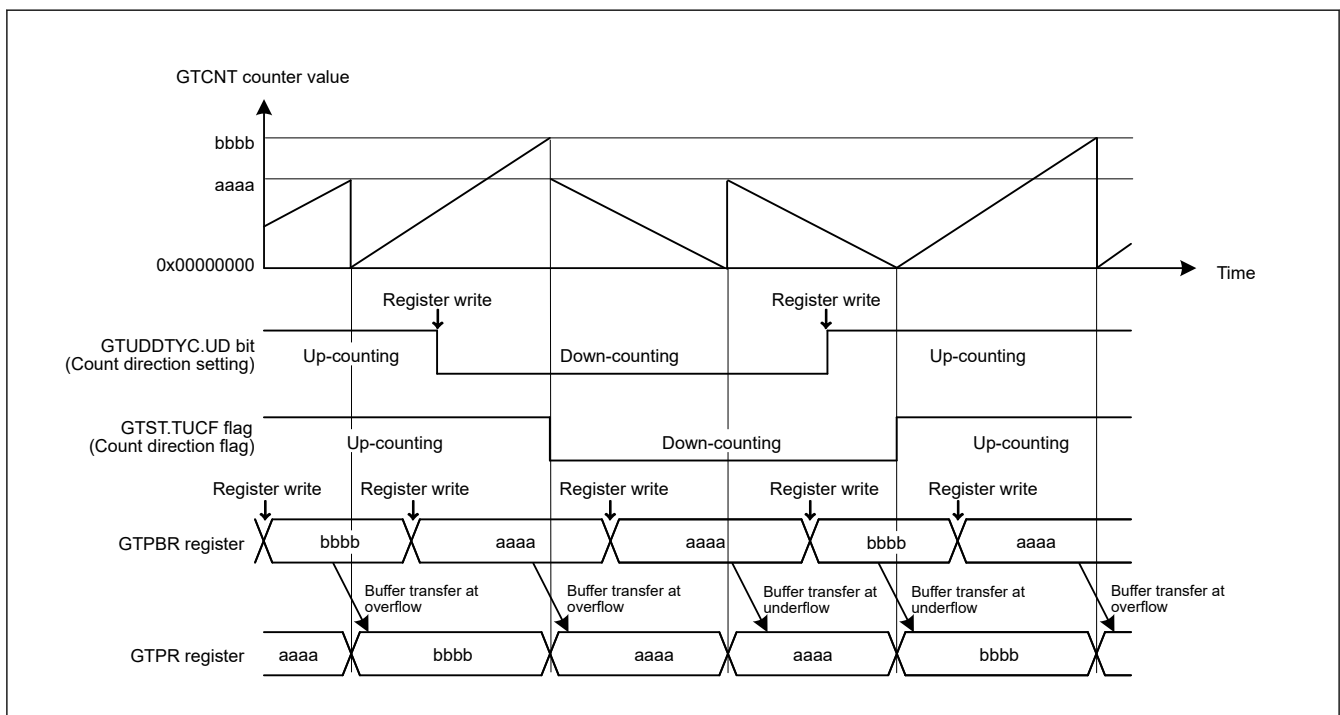 GTCNT counter value
bbbb
aaaa
0x00000000
Time
Register write
Register write
GTUDDTYC.UD bit
(Count direction setting)
Up-counting
Down-counting
Up-counting
GTST.TUCF flag
(Count direction flag)
Up-counting
Down-counting
Up-counting
Register write
Register write
Register write
Register write
Register write
GTPBR register
bbbb
aaaa
aaaa
bbbb
aaaa
Buffer transfer at
overflow
Buffer transfer at
overflow
Buffer transfer at
underflow
Buffer transfer at
underflow
Buffer transfer at
overflow
GTPR register
aaaa
bbbb
aaaa
aaaa
bbbb